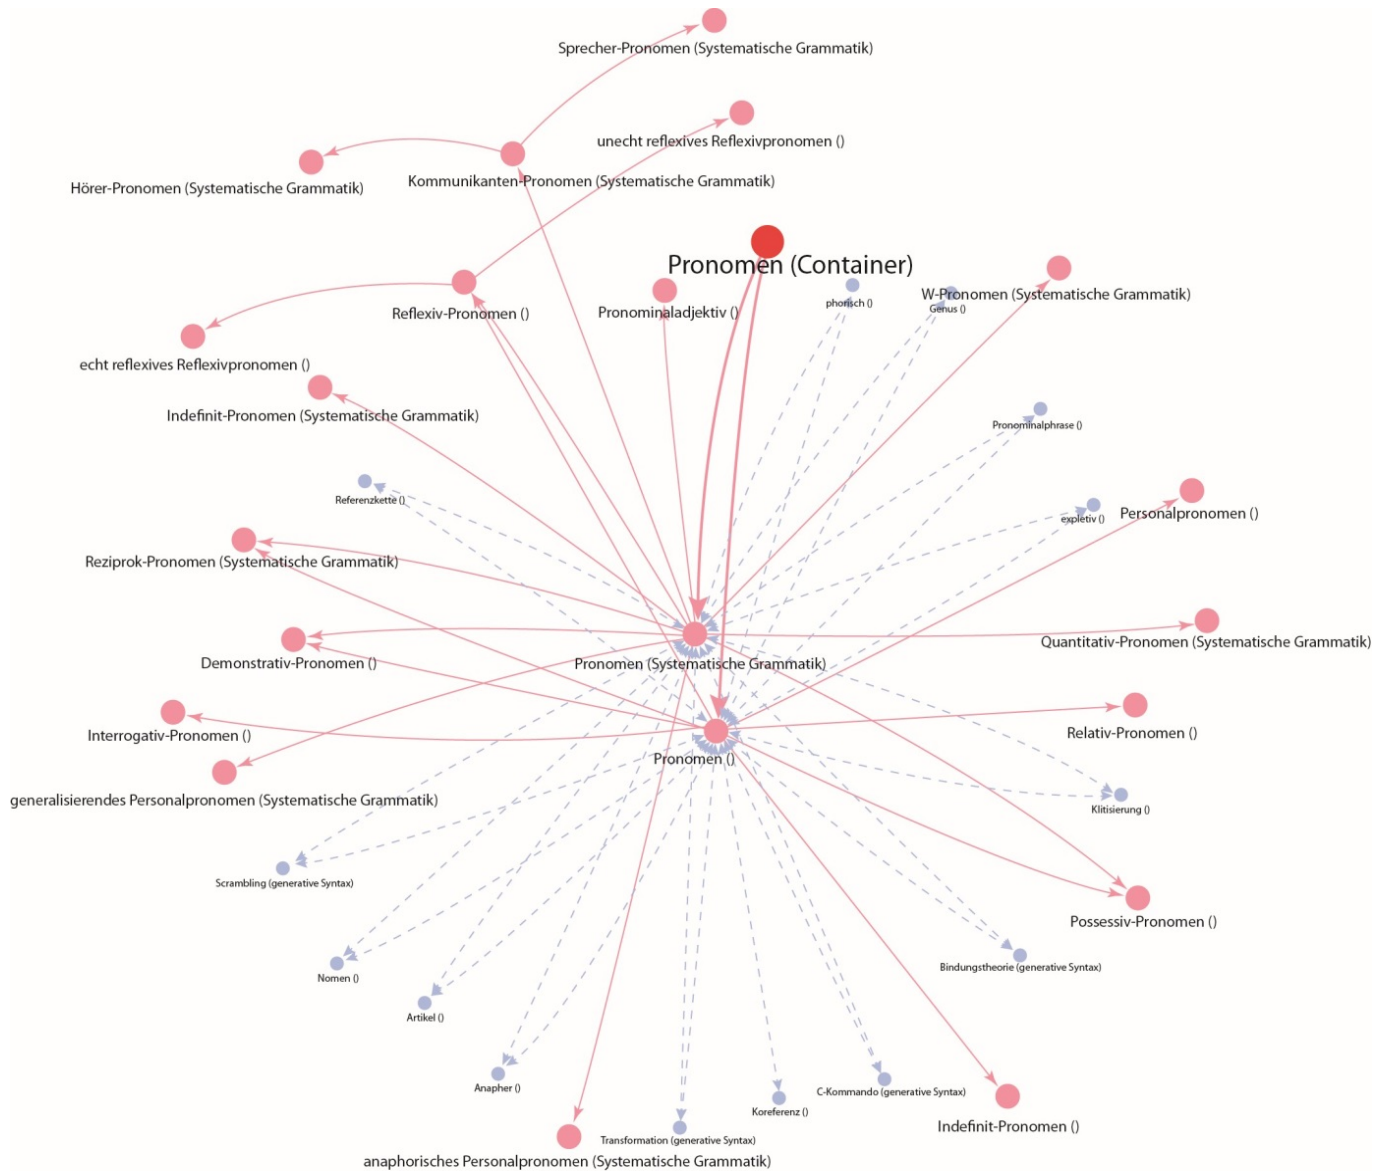 Sprecher-Pronomen (Systematische Grammatik)
unecht reflexives Reflexivpronomen ()
Hörer-Pronomen (Systematische Grammatik)
Kommunikanten-Pronomen (Systematische Grammatik)
Pronomen (Container)
phorisch ()
W-Pronomen (Systematische Grammatik)
Genus ()
Reflexiv-Pronomen ()
Pronominaladjektiv ()
echt reflexives Reflexivpronomen ()
Indefinit-Pronomen (Systematische Grammatik)
Pronominalphrase ()
Referenzkette ()
expletiv ()
Personalpronomen ()
Reziprok-Pronomen (Systematische Grammatik)
Demonstrativ-Pronomen ()
Pronomen (Systematische Grammatik)
Quantitativ-Pronomen (Systematische Grammatik)
Interrogativ-Pronomen ()
Relativ-Pronomen ()
Pronomen ()
generalisierendes Personalpronomen (Systematische Grammatik)
Klitisierung ()
Scrambling (generative Syntax)
Possessiv-Pronomen ()
Nomen ()
Bindungstheorie (generative Syntax)
Artikel ()
Anapher ()
C-Kommando (generative Syntax)
Koreferenz ()
Indefinit-Pronomen ()
Transformation (generative Syntax)
anaphorisches Personalpronomen (Systematische Grammatik)